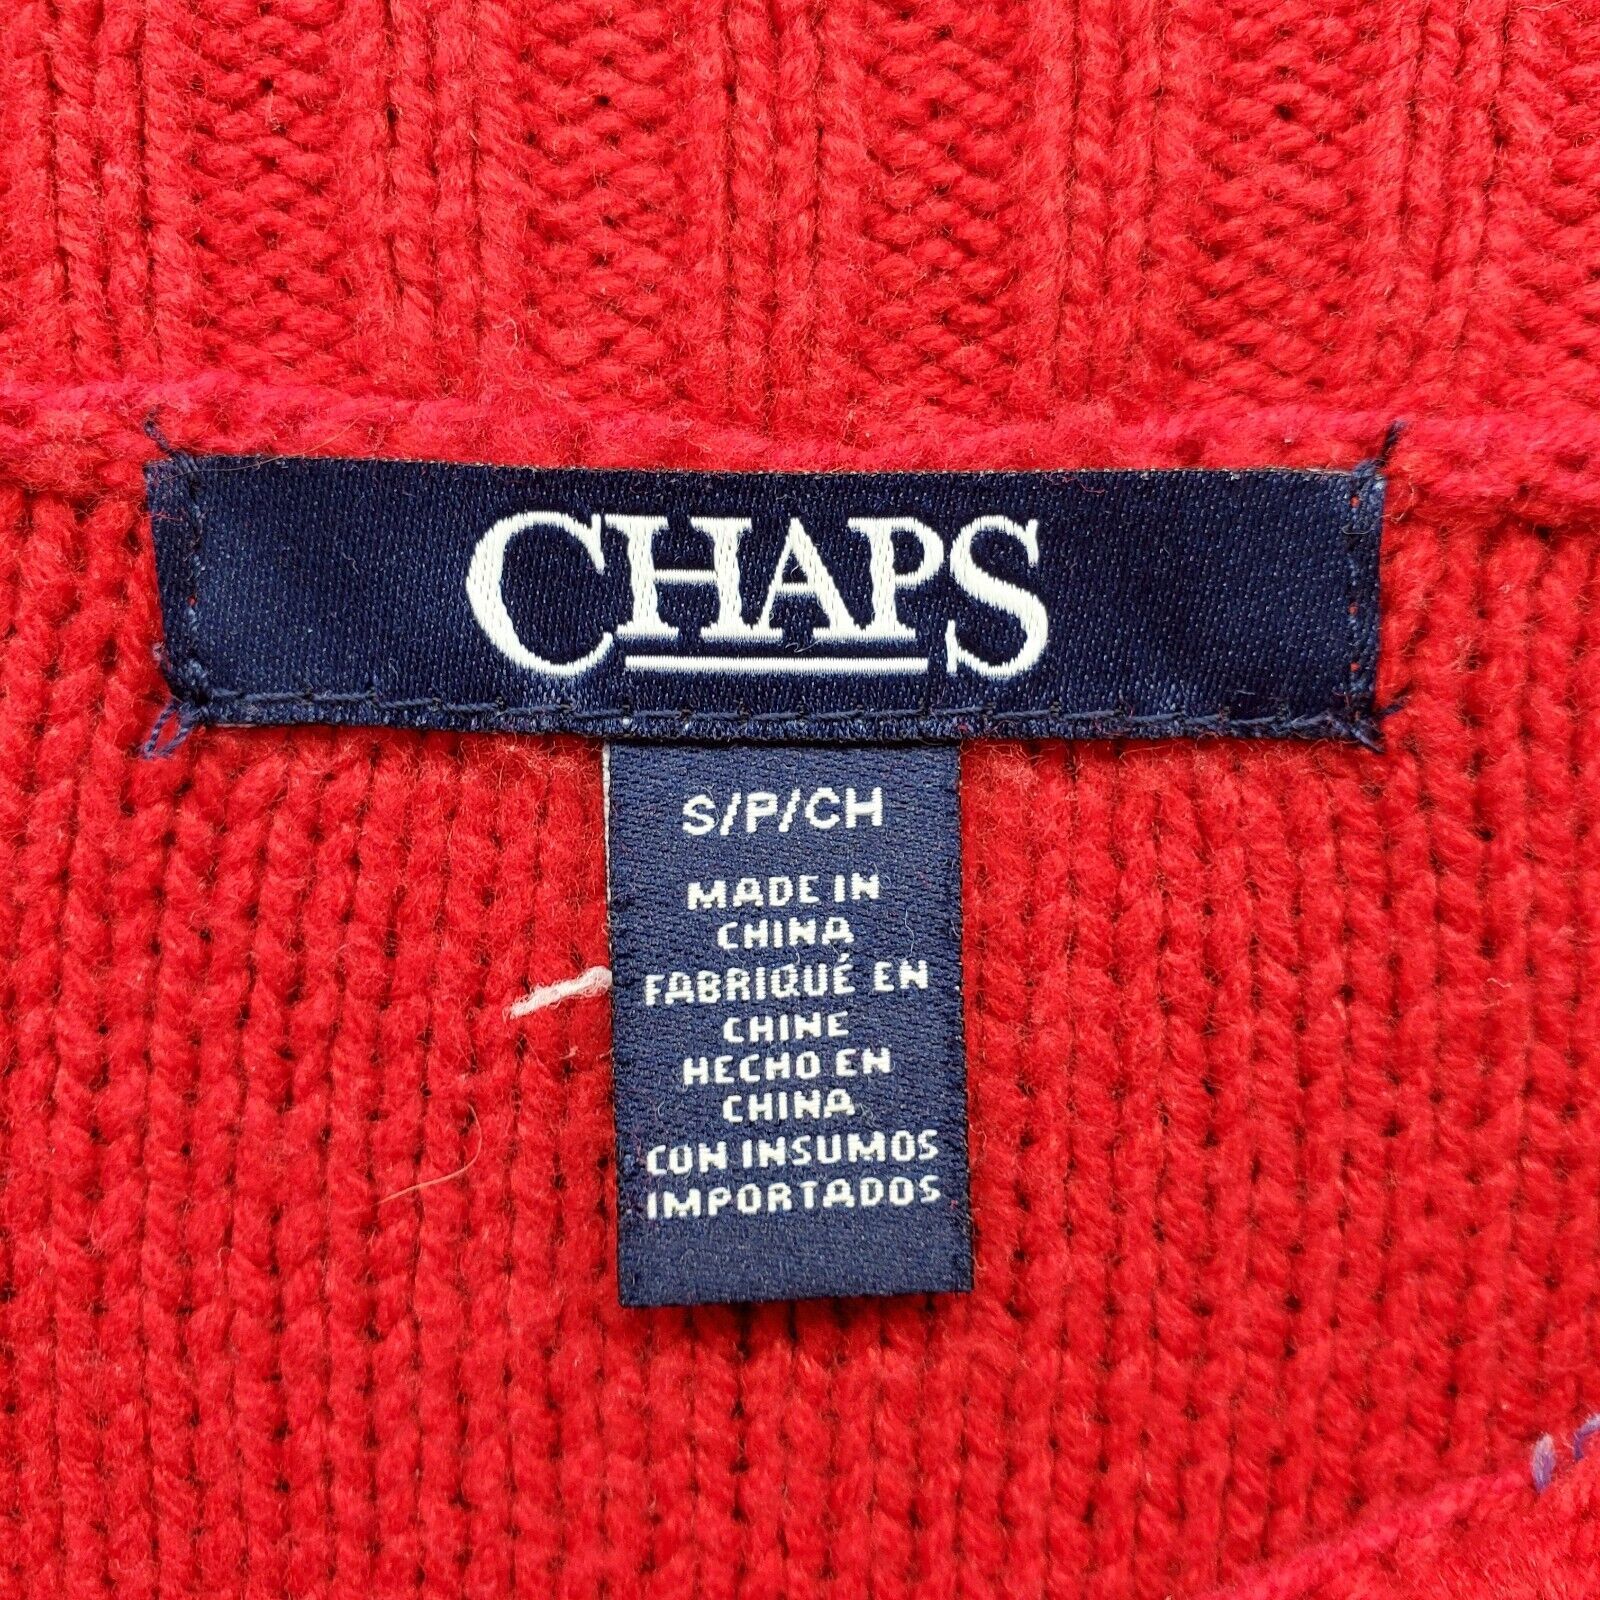 CHAPS
S/P/CH
MADE IN
CHINA
FABRIQUÉ EN
CHINE
HECHO EN
CHINA
CON INSUMOS
IMPORTADOS